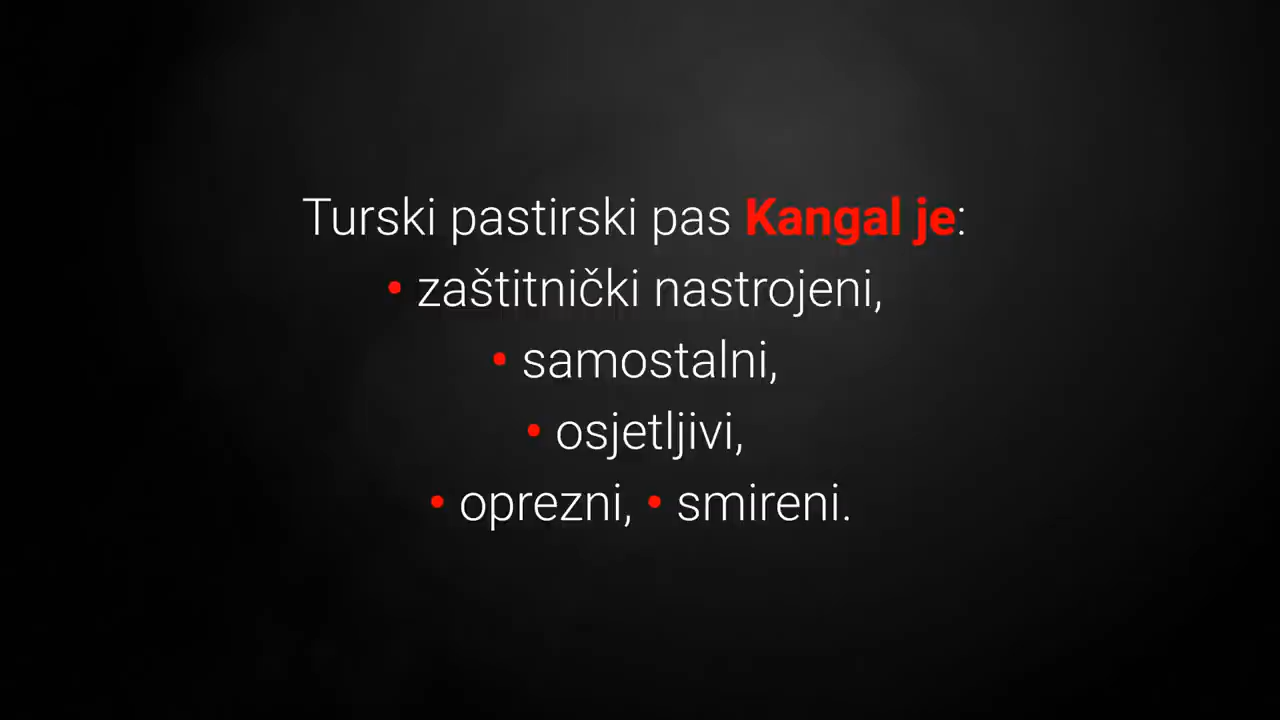 Turski pastirski pas Kangal je:
• zaštitnički nastrojeni,
• samostalni,
• osjetljivi,
• oprezni, • smireni.